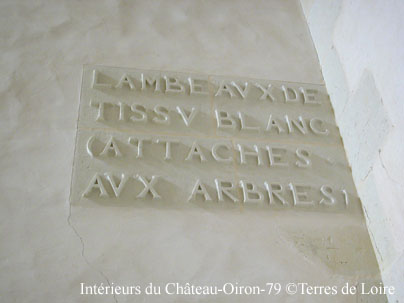 LAMBEAVX DE
TISSV BLANC
(ATTACHES
AVX ARBRES)
Intérieurs du Château-Oiron-79 ©Terres de Loire